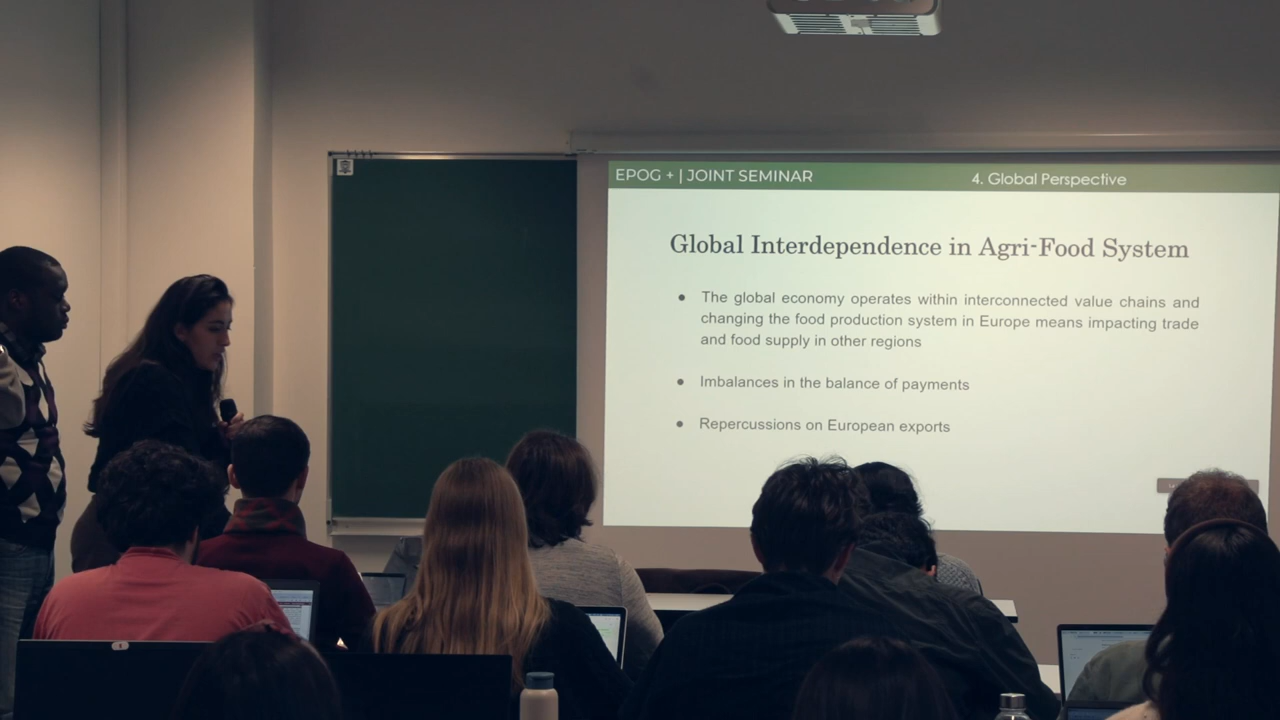 EPOG + | JOINT SEMINAR
4. Global Perspective
Global Interdependence in Agri-Food System
• The global economy operates within interconnected value chains and
changing the food production system in Europe means impacting trade
and food supply in other regions
• Imbalances in the balance of payments
• Repercussions on European exports